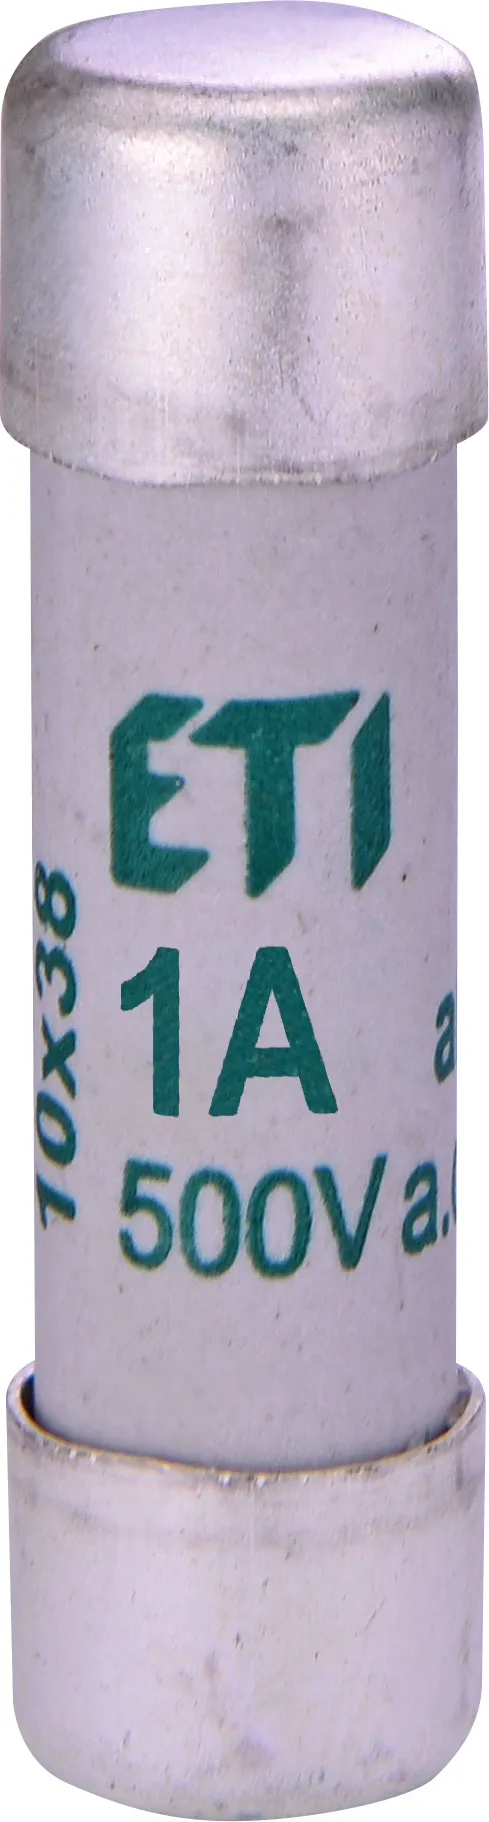 ETI
1A
500V a.
10x38